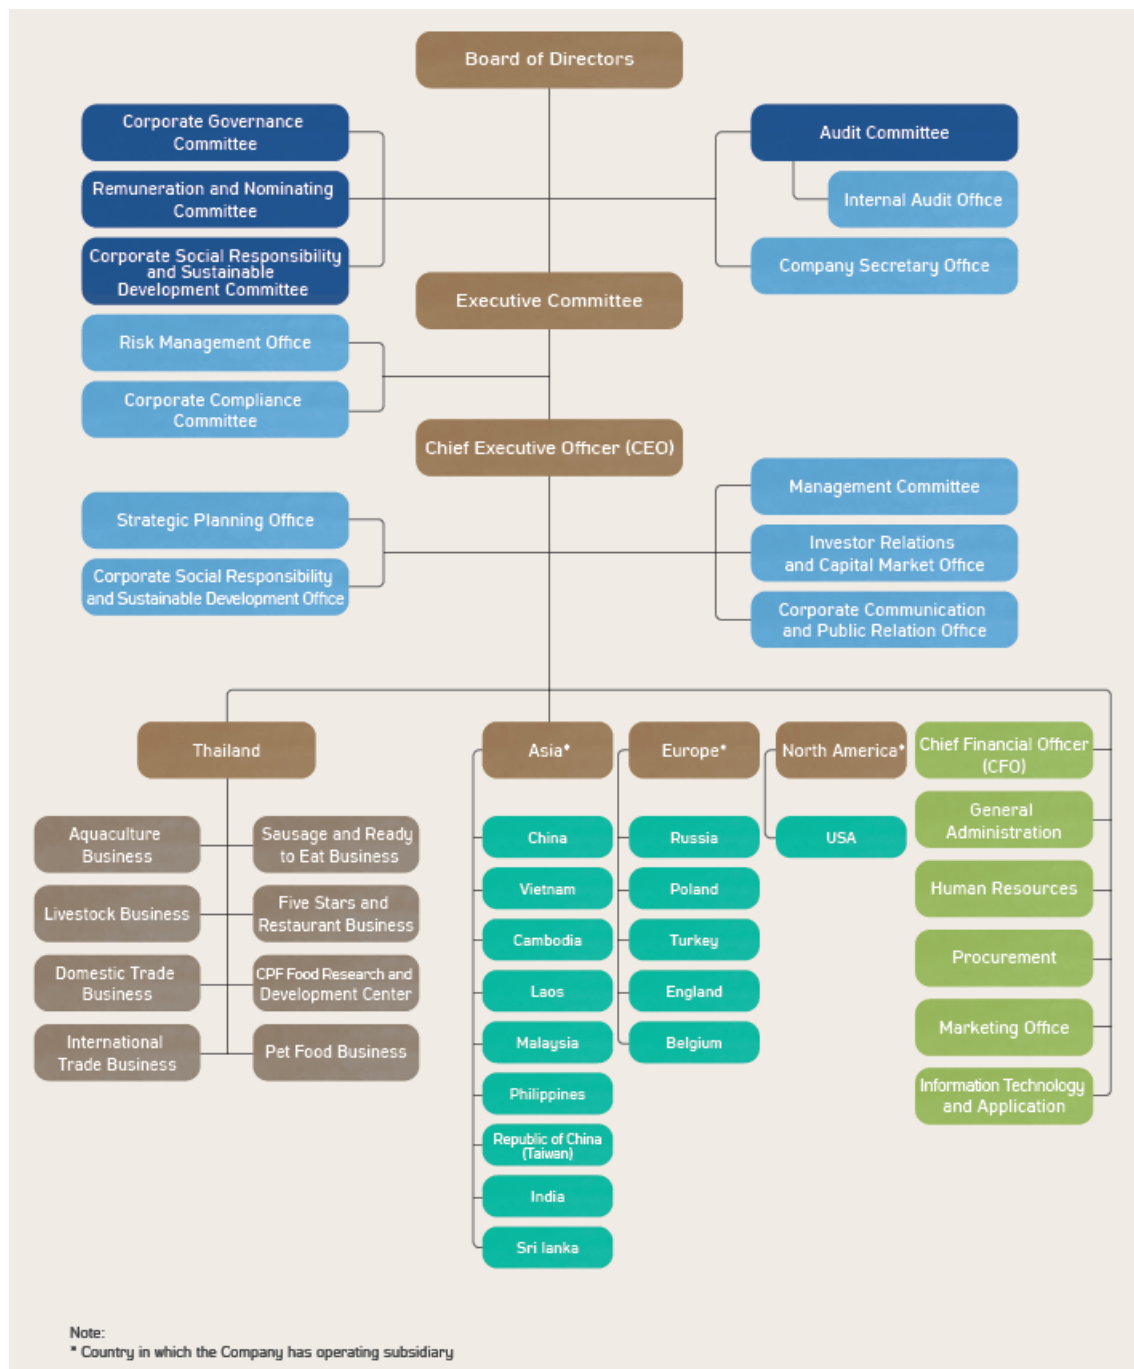 Board of Directors
Corporate Governance
Committee
Remuneration and Nominating
Committee
Corporate Social Responsibility
and Sustainable
Development Committee
Audit Committee
Internal Audit Office
Company Secretary Office
Executive Committee
Risk Management Office
Corporate Compliance
Committee
Chief Executive Officer (CEO)
Strategic Planning Office
Corporate Social Responsibility
and Sustainable Development Office
Management Committee
Investor Relations
and Capital Market Office
Corporate Communication
and Public Relation Office
Thailand
Aquaculture
Business
Livestock Business
Domestic Trade
Business
International
Trade Business
Sausage and Ready
to Eat Business
Five Stars and
Restaurant Business
CPF Food Research and
Development Center
Pet Food Business
Asia*
China
Vietnam
Cambodia
Laos
Malaysia
Philippines
Republic of China
(Taiwan)
India
Sri lanka
Europe*
Russia
Poland
Turkey
England
Belgium
North America*
USA
Chief Financial Officer
(CFO)
General
Administration
Human Resources
Procurement
Marketing Office
Information Technology
and Application
Note:
* Country in which the Company has operating subsidiary